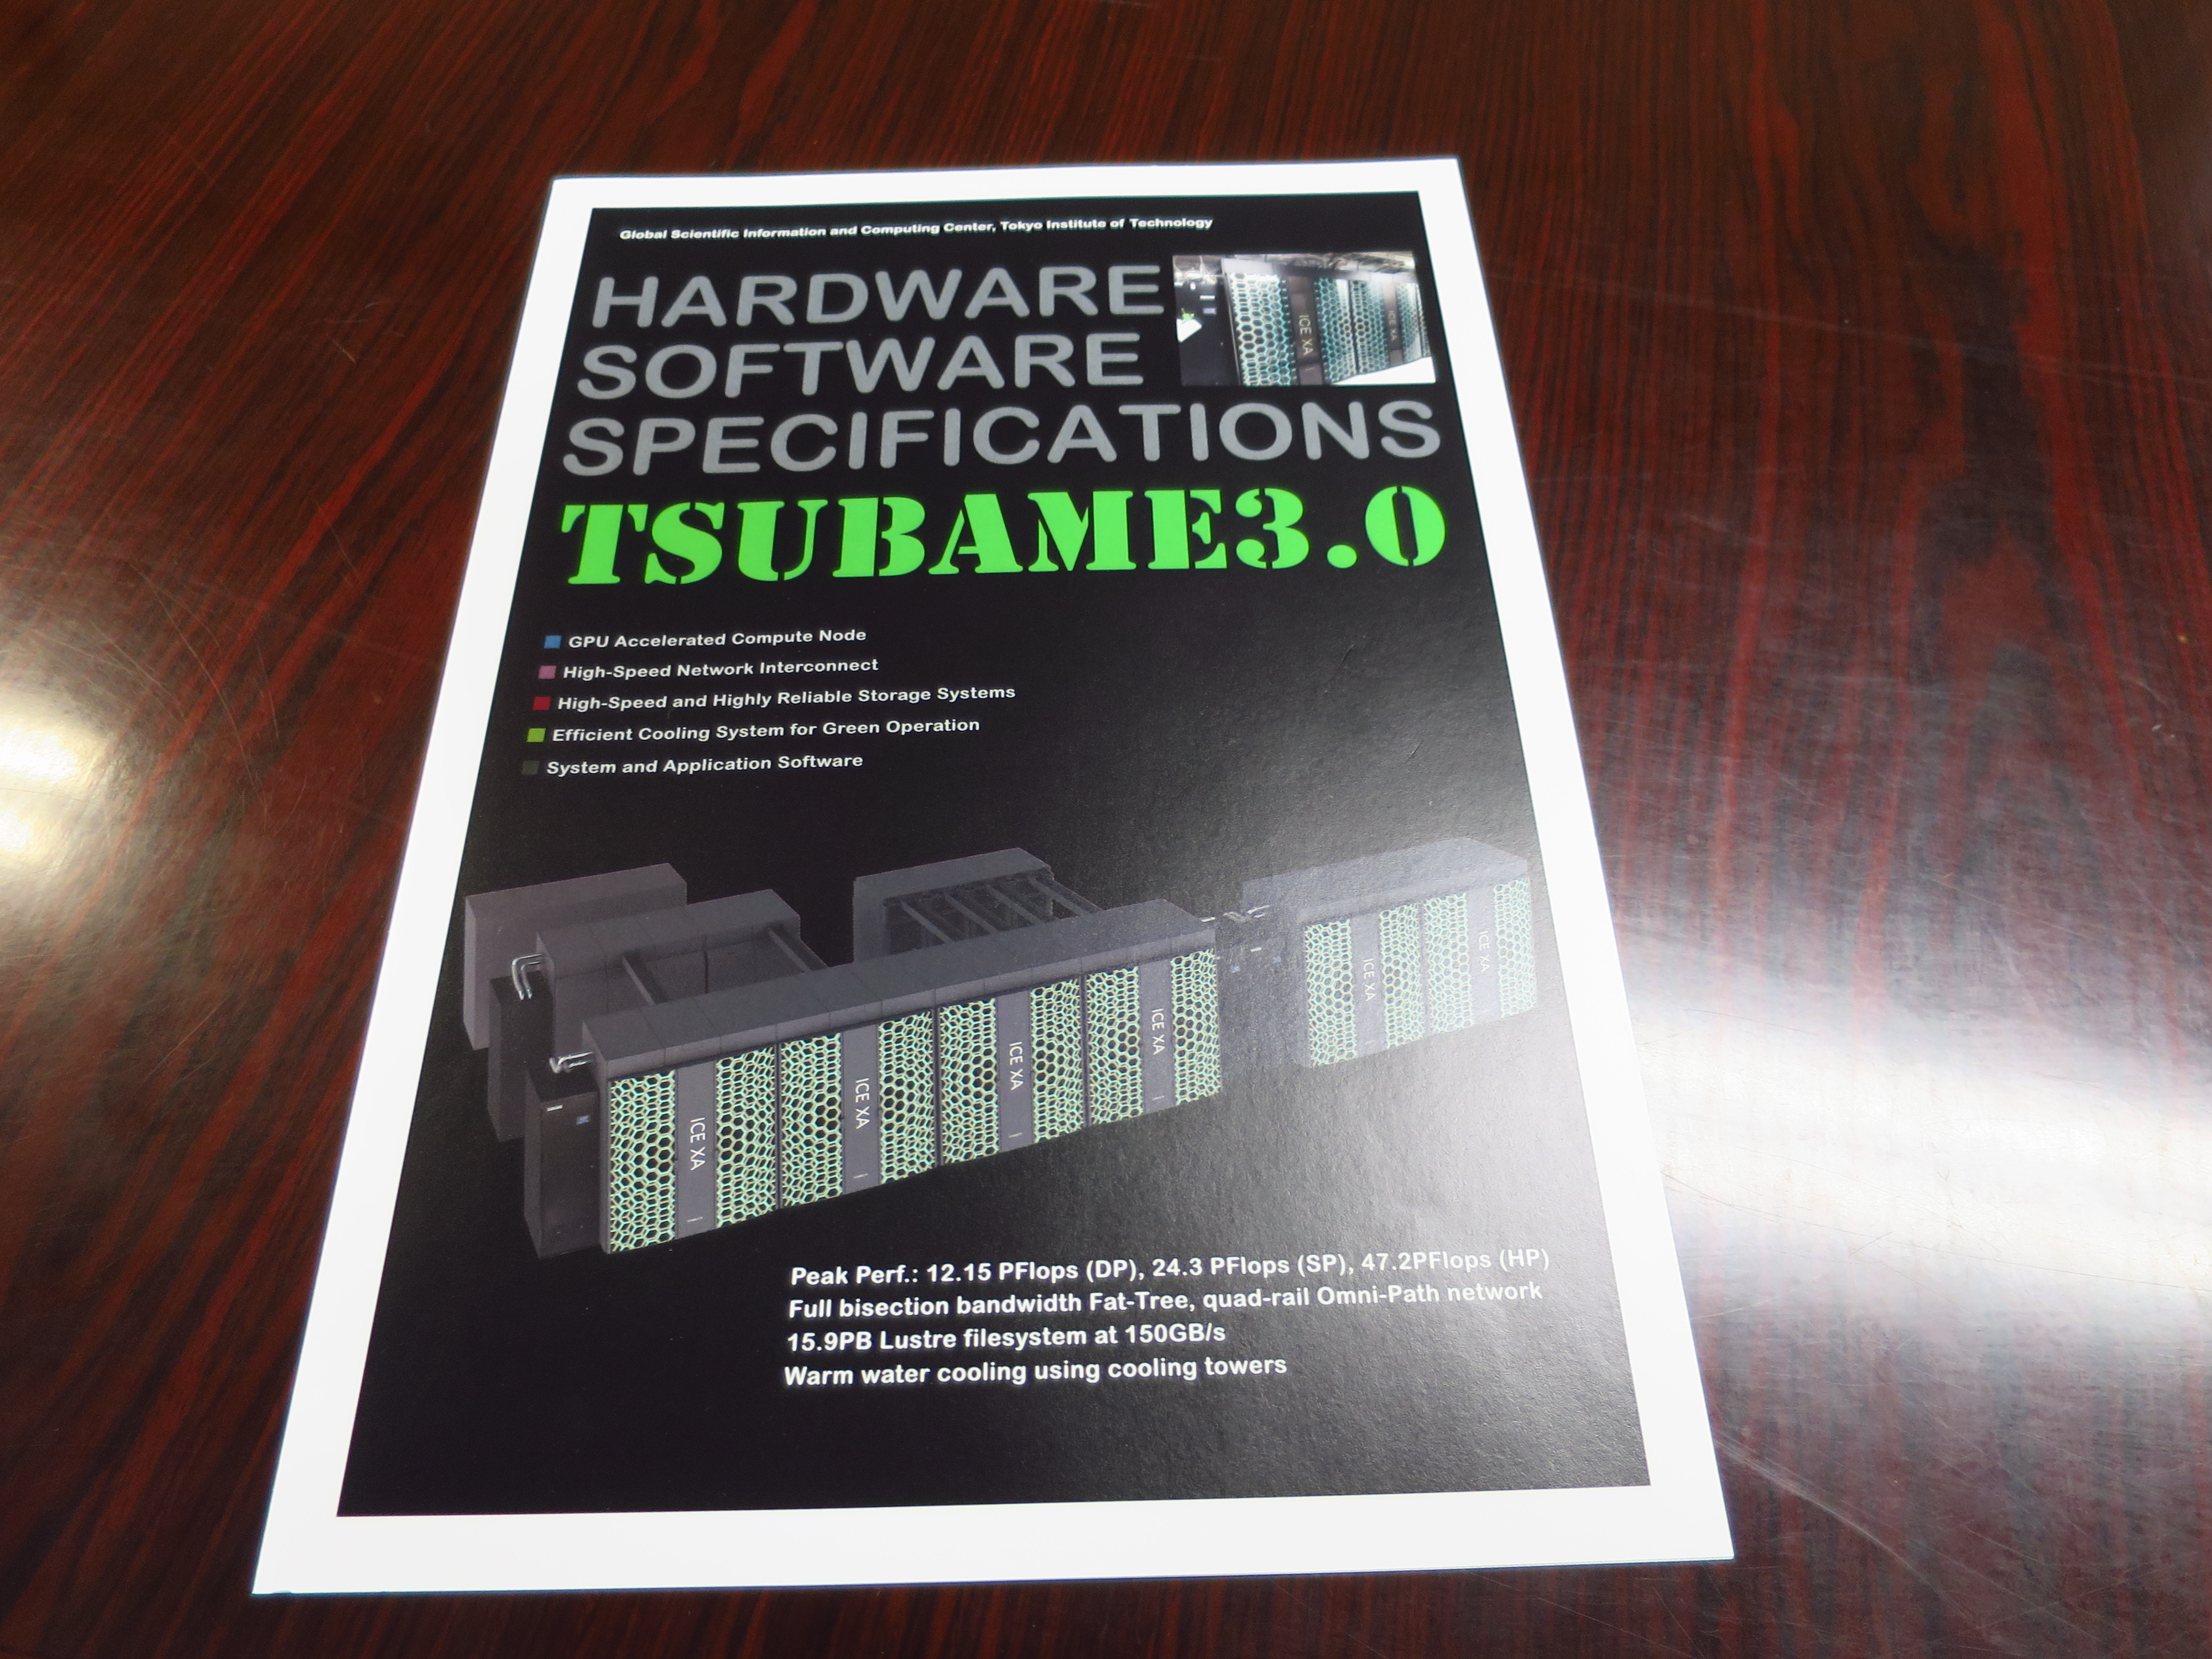 Global Scientific Information and Computing Center, Tokyo Institute of Technology
HARDWARE
SOFTWARE
SPECIFICATIONS
TSUBAME3.0
ICE XA
ICE XA
GPU Accelerated Compute Node
High-Speed Network Interconnect
High-Speed and Highly Reliable Storage Systems
Efficient Cooling System for Green Operation
System and Application Software
ICE XA
ICE XA
ICE XA
ICE XA
ICE XA
ICE XA
Peak Perf.: 12.15 PFlops (DP), 24.3 PFlops (SP), 47.2PFlops (HP)
Full bisection bandwidth Fat-Tree, quad-rail Omni-Path network
15.9PB Lustre filesystem at 150GB/s
Warm water cooling using cooling towers